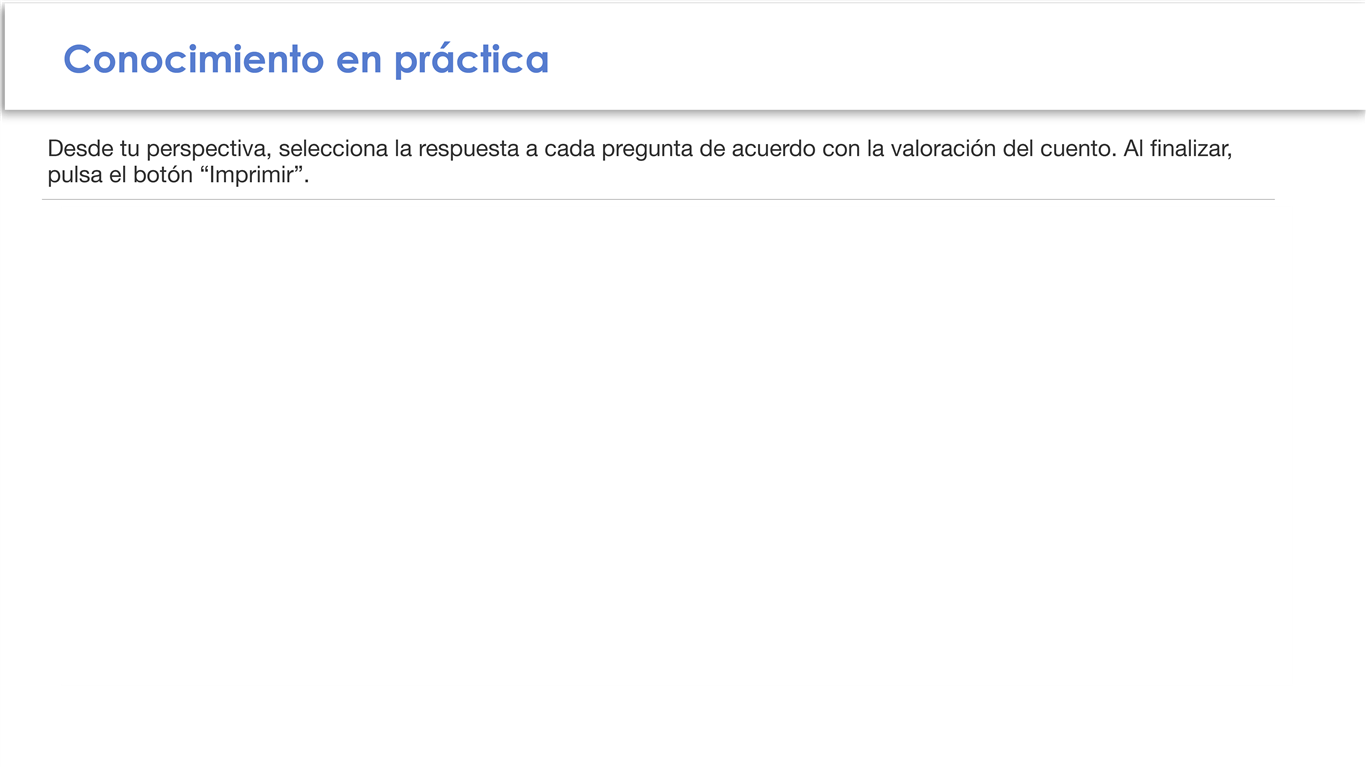 Conocimiento en práctica
Desde tu perspectiva, selecciona la respuesta a cada pregunta de acuerdo con la valoración del cuento. Al finalizar,
pulsa el botón “Imprimir”.